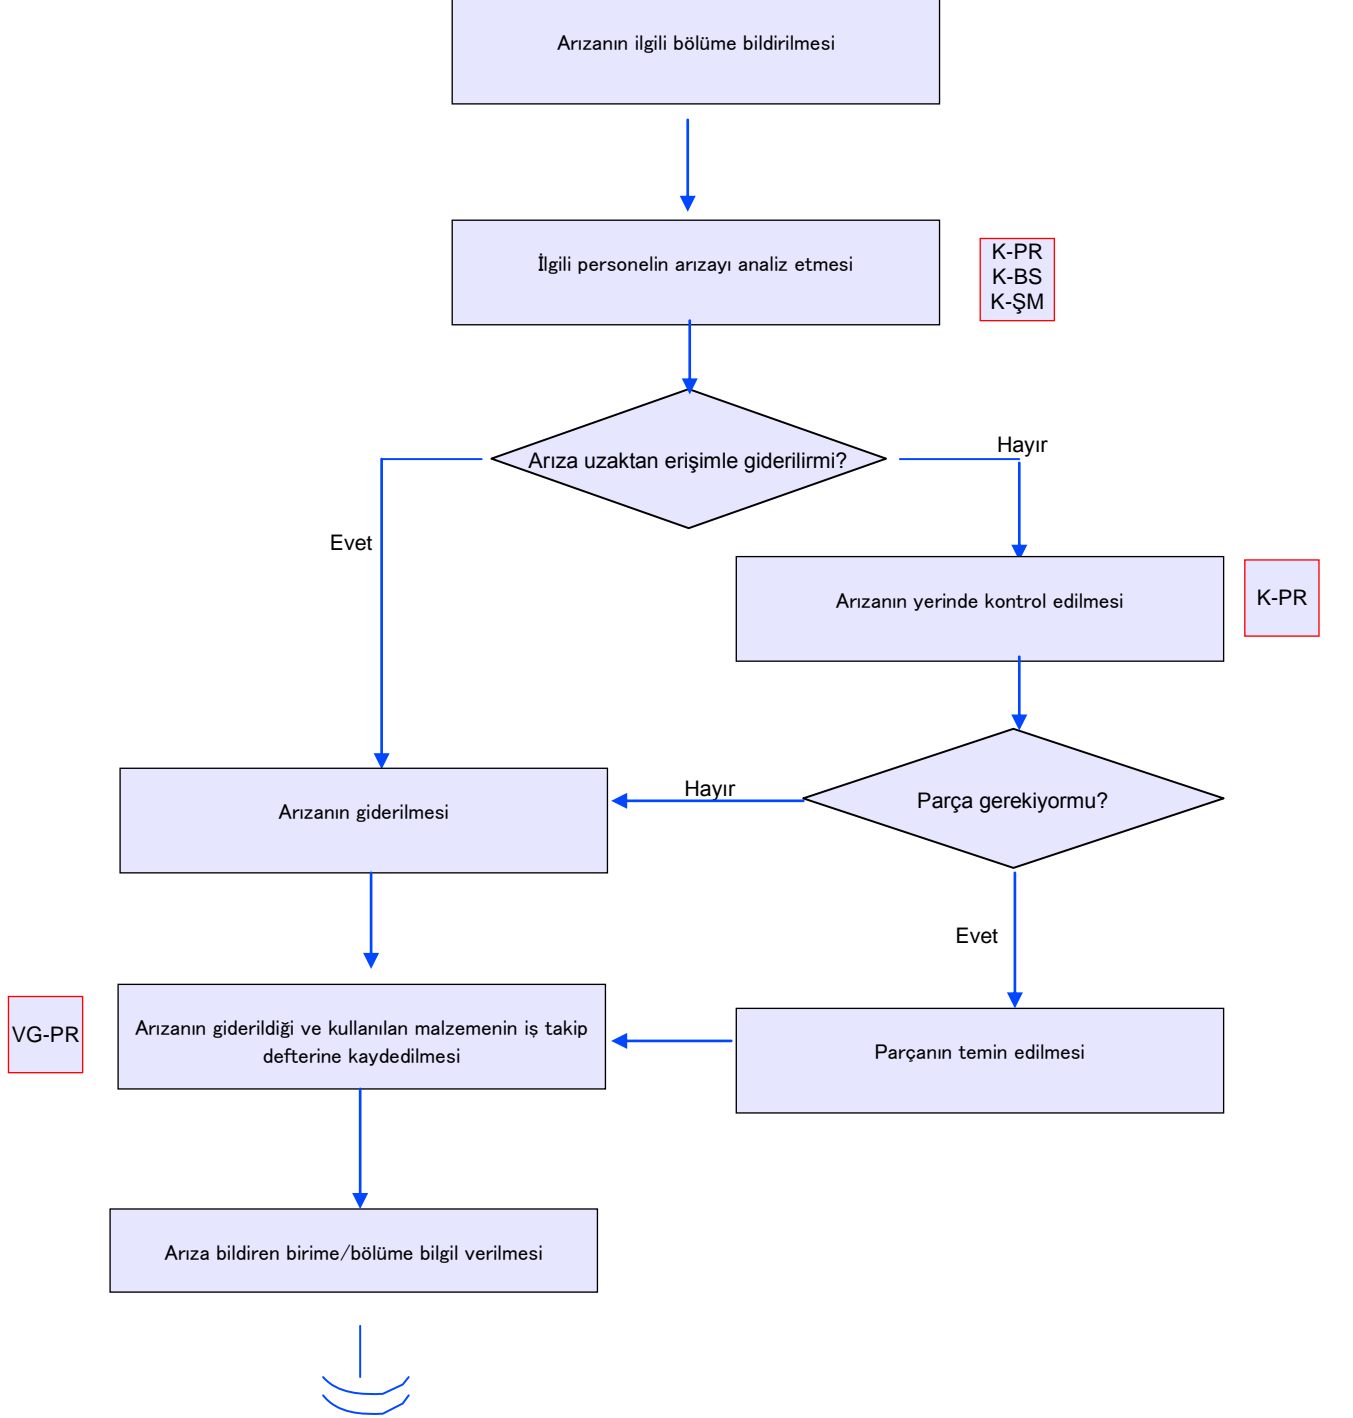 Arızanın ilgili bölüme bildirilmesi
İlgili personelin arızayı analiz etmesi
K-PR
K-BS
K-ŞM
Arıza uzaktan erişimle giderilirmi?
Hayır
Evet
Arızanın yerinde kontrol edilmesi
K-PR
Parça gerekiyormu?
Hayır
Arızanın giderilmesi
Evet
VG-PR
Arızanın giderildiği ve kullanılan malzemenin iş takip
defterine kaydedilmesi
Parçanın temin edilmesi
Arıza bildiren birime/bölüme bilgil verilmesi